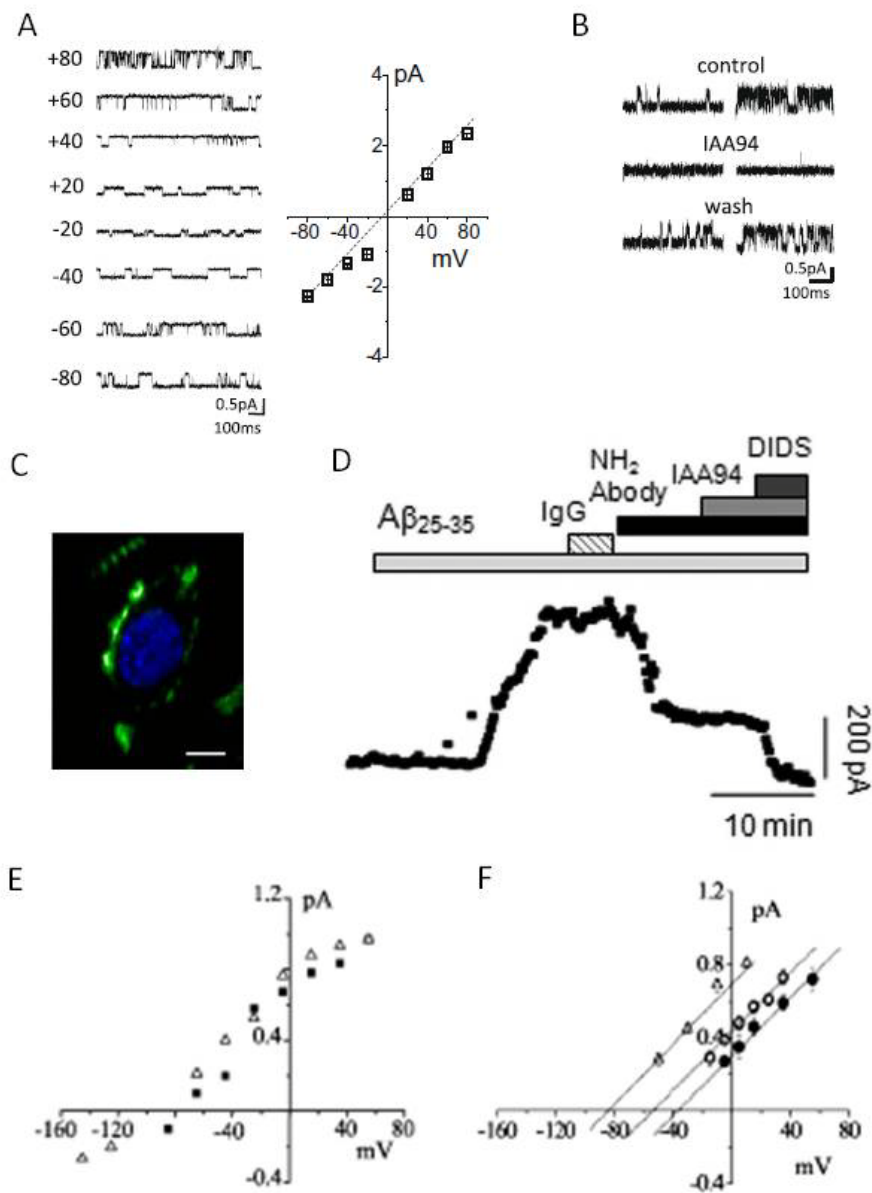 A
+80
+60
+40
+20
-20
-40
-60
-80
0.5pA
100ms
4
pA
2
-80 -40 40 80
mV
-2
-4
B
control
IAA94
wash
0.5pA
100ms
C
D
Aβ25-35
IgG
NH2
Abody
IAA94
DIDS
200 pA
10 min
E
1.2
pA
0.4
-160 -120 -40 40 80
mV
-0.4
F
1.2
pA
0.8
0.4
-160 -120 -80 -40 0 40 80
mV
-0.4